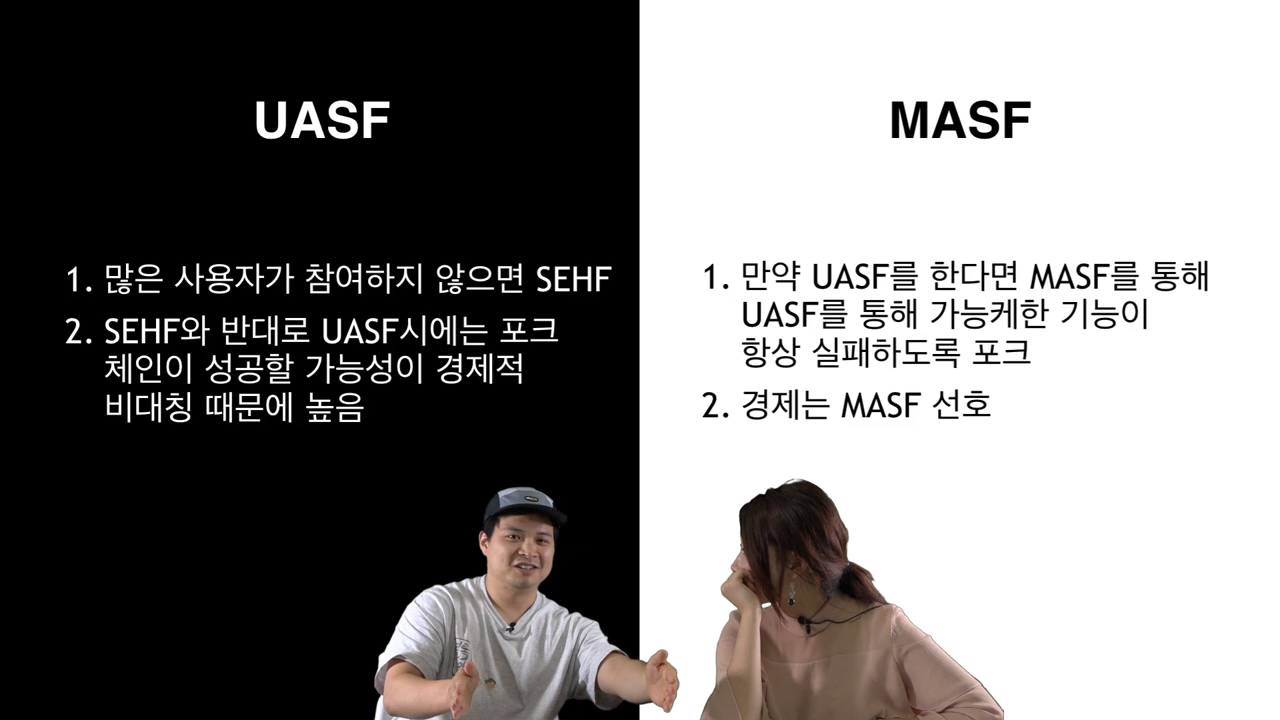 UASF
1. 많은 사용자가 참여하지 않으면 SEHF
2. SEHF와 반대로 UASF시에는 포크
체인이 성공할 가능성이 경제적
비대칭 때문에 높음
MASF
1. 만약 UASF를 한다면 MASF를 통해
UASF를 통해 가능케한 기능이
항상 실패하도록 포크
2. 경제는 MASF 선호